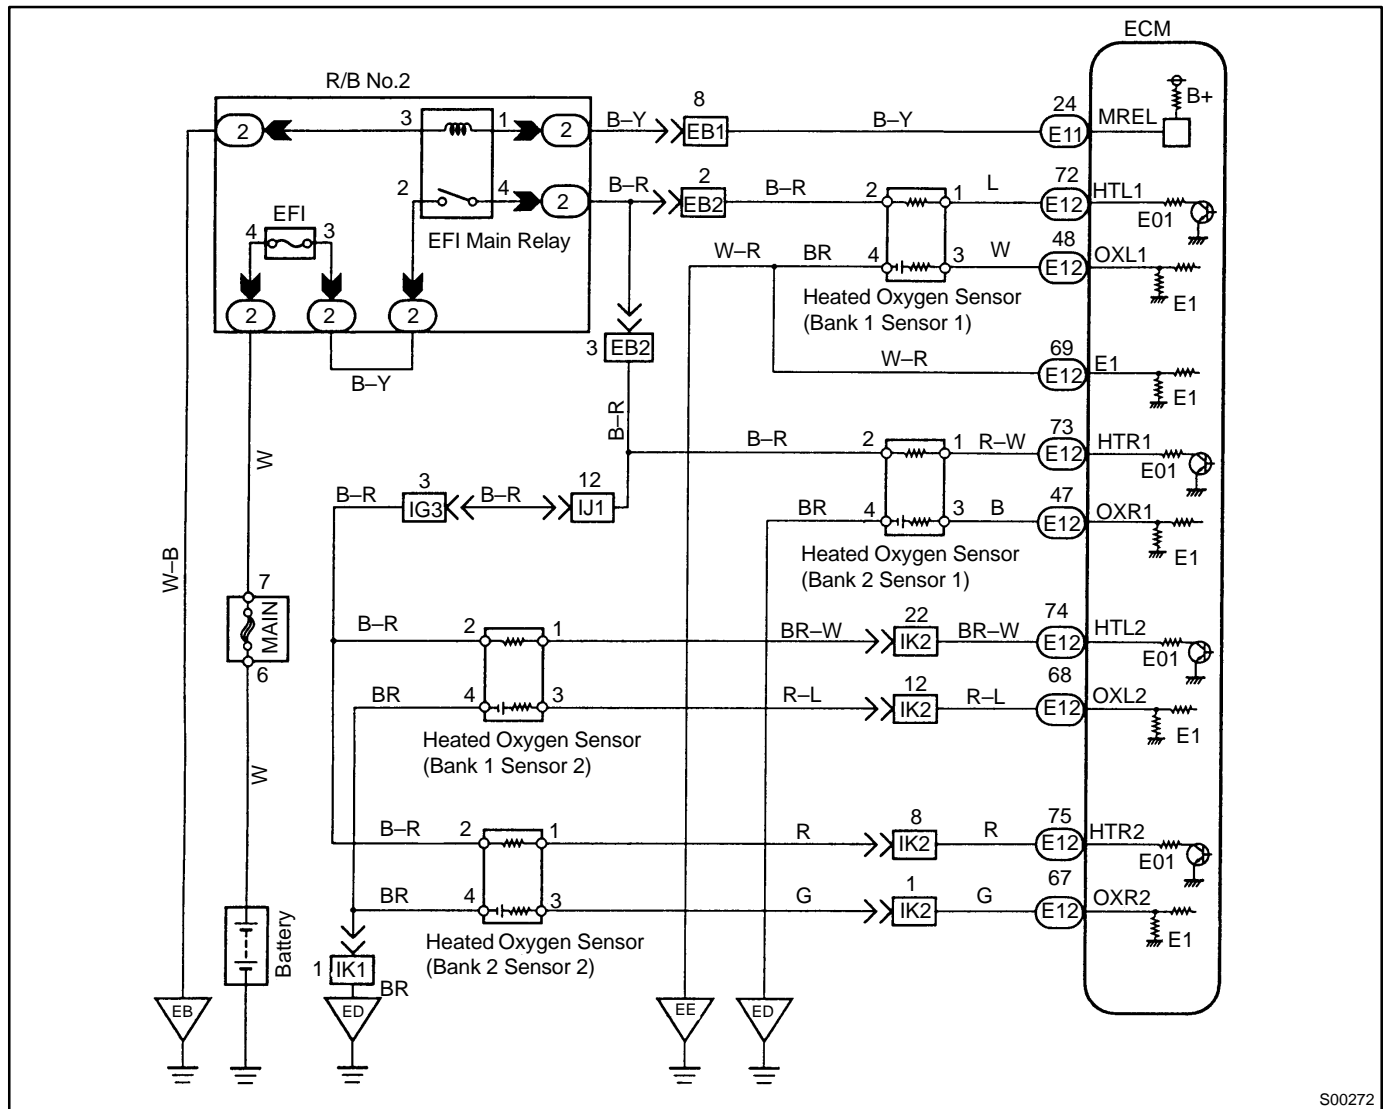 ECM
R/B No.2
8
24
B+
2
3
1
2
B–Y
EB1
B–Y
E11
MREL
2
4
2
B–R
2
EB2
B–R
2
1
L
72
E12
HTL1
E01
EFI
4
3
EFI Main Relay
W–R
BR
4
3
W
48
E12
OXL1
E1
Heated Oxygen Sensor
(Bank 1 Sensor 1)
2
2
2
B–Y
3
EB2
W–R
69
E12
E1
E1
B–R
B–R
2
1
R–W
73
E12
HTR1
E01
W
B–R
3
IG3
B–R
12
IJ1
BR
4
3
B
47
E12
OXR1
E1
Heated Oxygen Sensor
(Bank 2 Sensor 1)
W–B
7
MAIN
6
B–R
2
1
BR–W
22
IK2
BR–W
74
E12
HTL2
E01
BR
4
3
R–L
12
IK2
R–L
68
E12
OXL2
E1
Heated Oxygen Sensor
(Bank 1 Sensor 2)
W
B–R
2
1
R
8
IK2
R
75
E12
HTR2
E01
BR
4
3
G
1
IK2
G
67
E12
OXR2
E1
Heated Oxygen Sensor
(Bank 2 Sensor 2)
Battery
1
IK1
BR
EB
ED
EE
ED
S00272